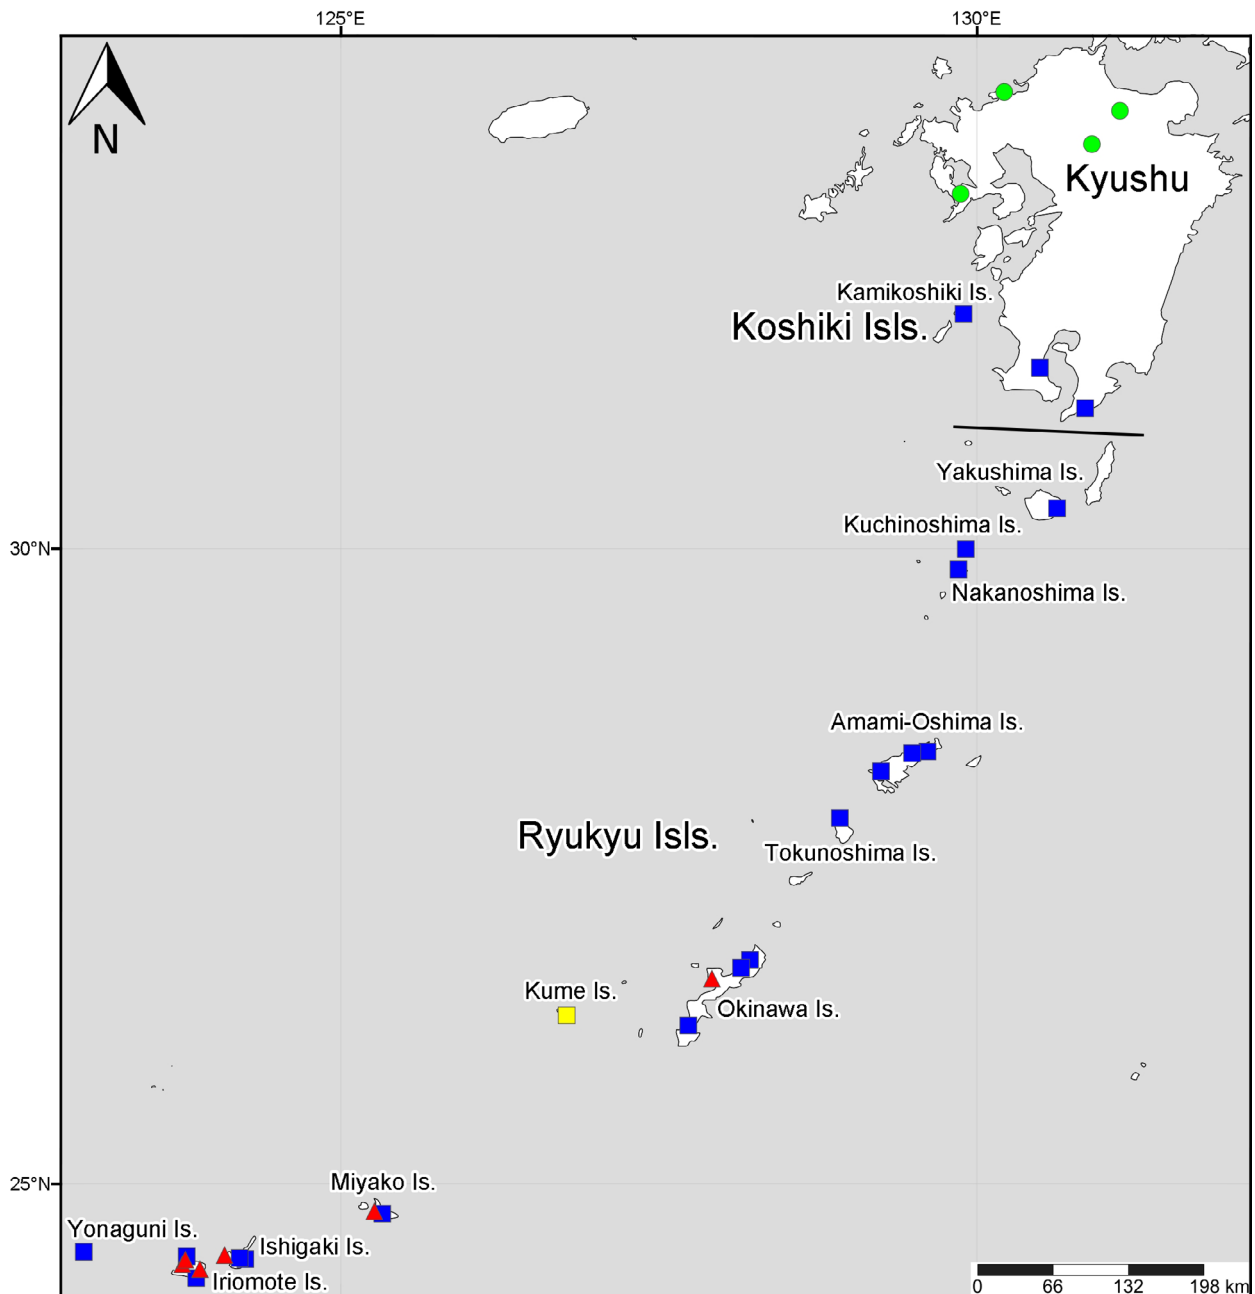 125°E 130°E
N
Kyushu
Kamikoshiki Is.
Koshiki Isls.
Yakushima Is.
Kuchinoshima Is.
30°N
Nakanoshima Is.
Amami-Oshima Is.
Ryukyu Isls.
Tokunoshima Is.
Kume Is.
Okinawa Is.
25°N
Miyako Is.
Yonaguni Is.
Ishigaki Is.
Iriomote Is.
0 66 132 198 km